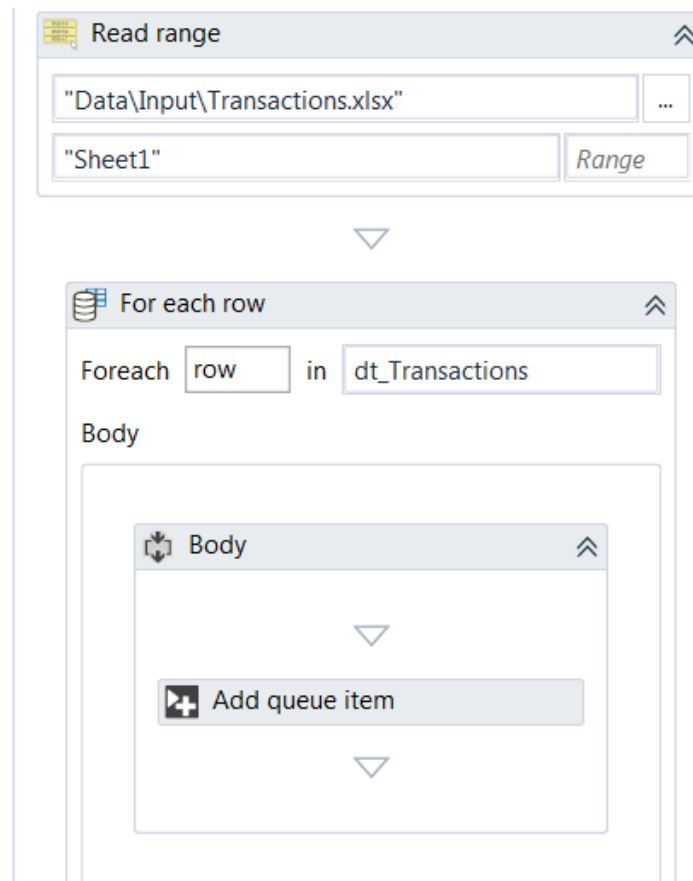 Read range
"Data\Input\Transactions.xlsx" ...
"Sheet1" Range
For each row
Foreach row in dt_Transactions
Body
Body
Add queue item